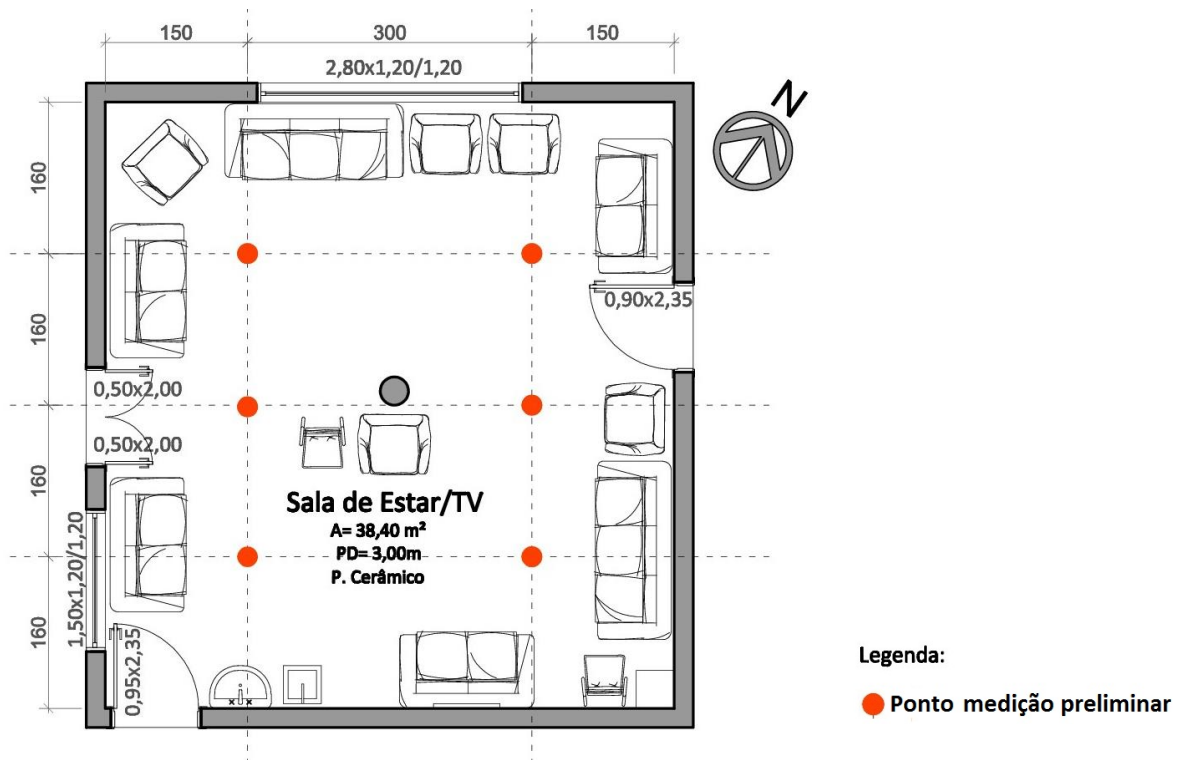 150
300
150
2,80x1,20/1,20
N
160
0,90x2,35
160
0,50x2,00
0,50x2,00
160
Sala de Estar/TV
A= 38,40 m²
PD= 3,00m
P. Cerâmico
1,50x1,20/1,20
160
0,95x2,35
Legenda:
Ponto medição preliminar